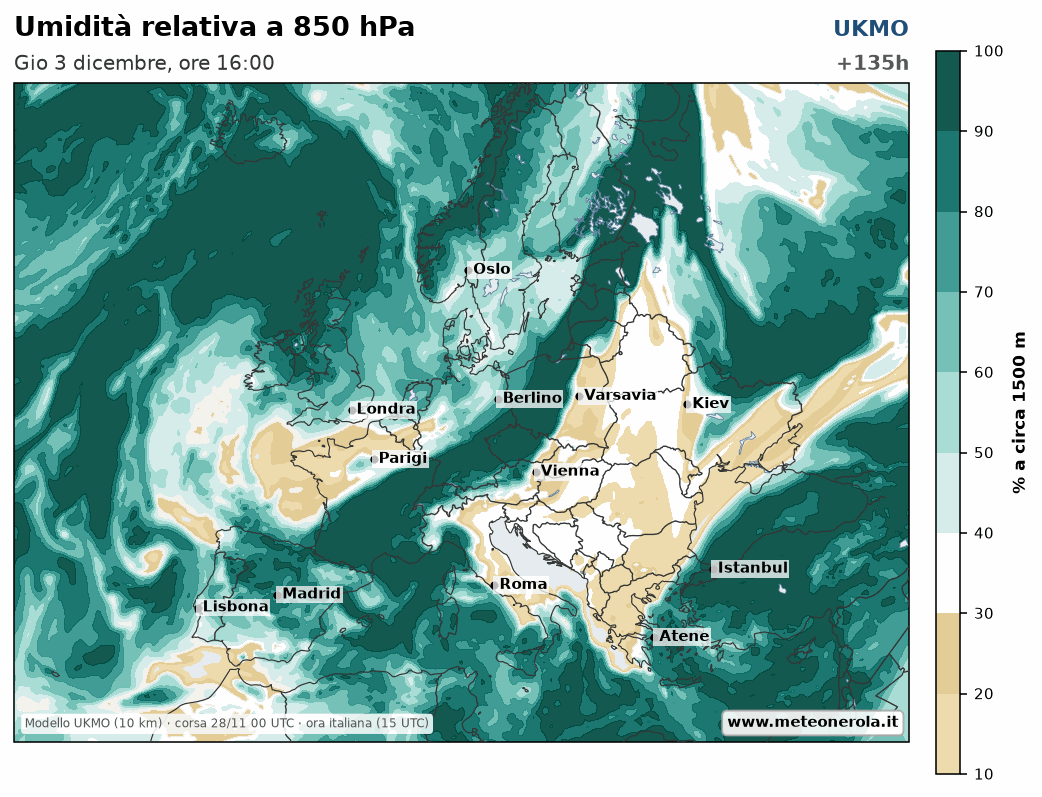 Umidità relativa a 850 hPa
UKMO
Gio 3 dicembre, ore 16:00
+135h
100
90
80
70
60
50
40
30
20
10
% a circa 1500 m
Oslo
Berlino
Varsavia
Kiev
Londra
Parigi
Vienna
Istanbul
Roma
Madrid
Lisbona
Atene
Modello UKMO (10 km) · corsa 28/11 00 UTC · ora italiana (15 UTC)
www.meteonerola.it